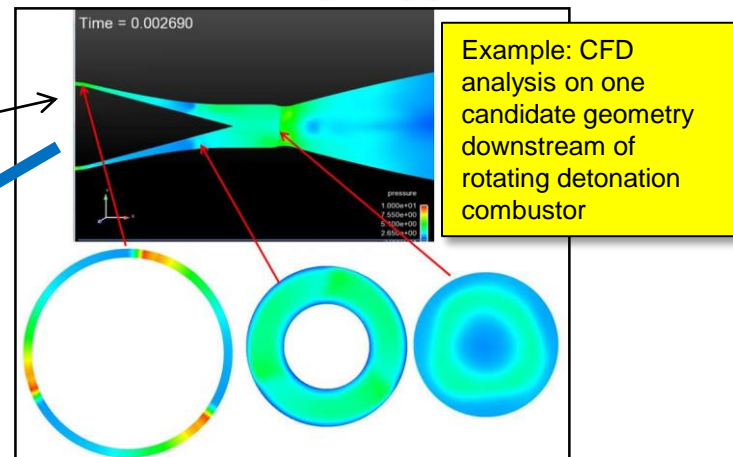 Time = 0.002690
Example: CFD
analysis on one
candidate geometry
downstream of
rotating detonation
combustor
pressure
1.000e+01
7.550e+00
5.100e+00
2.650e+00